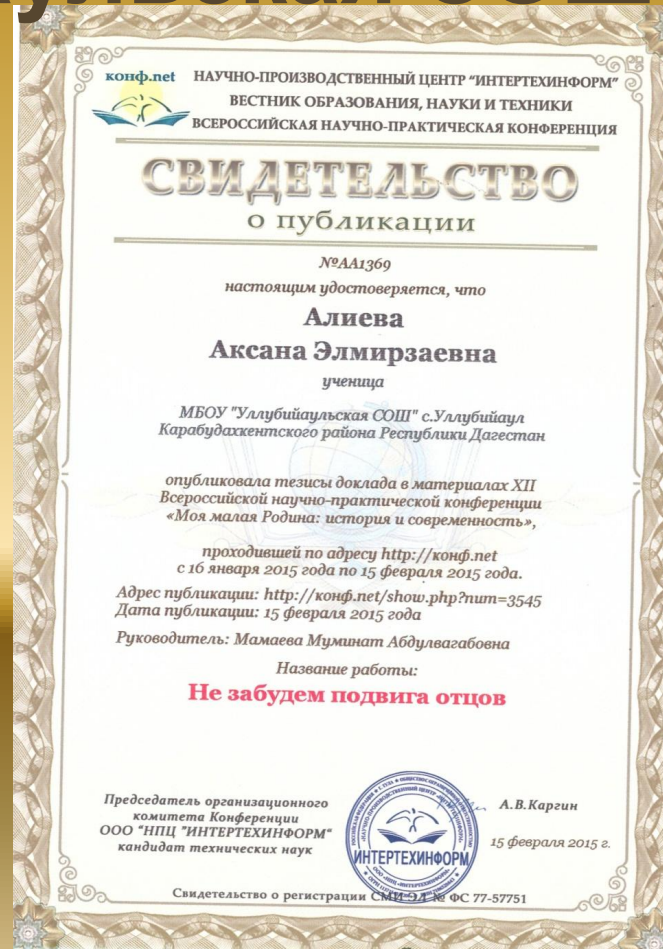 конф.net
НАУЧНО-ПРОИЗВОДСТВЕННЫЙ ЦЕНТР "ИНТЕРТЕХИНФОРМ"
ВЕСТНИК ОБРАЗОВАНИЯ, НАУКИ И ТЕХНИКИ
ВСЕРОССИЙСКАЯ НАУЧНО-ПРАКТИЧЕСКАЯ КОНФЕРЕНЦИЯ
СВИДЕТЕЛЬСТВО
о публикации
№АА1369
настоящим удостоверяется, что
Алиева
Аксана Элмирзаевна
ученица
МБОУ "Уллубийаульская СОШ" с.Уллубийаул
Карабудахкентского района Республики Дагестан
опубликовала тезисы доклада в материалах XII
Всероссийской научно-практической конференции
«Моя малая Родина: история и современность»,
проходившей по адресу http://конф.net
с 16 января 2015 года по 15 февраля 2015 года.
Адрес публикации: http://конф.net/show.php?num=3545
Дата публикации: 15 февраля 2015 года
Руководитель: Мамаева Муминат Абдулвагабовна
Название работы:
Не забудем подвига отцов
Председатель организационного
комитета Конференции
ООО "НПЦ "ИНТЕРТЕХИНФОРМ"
кандидат технических наук
ИНТЕРТЕХИНФОРМ
А.В.Каргин
15 февраля 2015 г.
Свидетельство о регистрации СМИ ЭЛ № ФС 77-57751